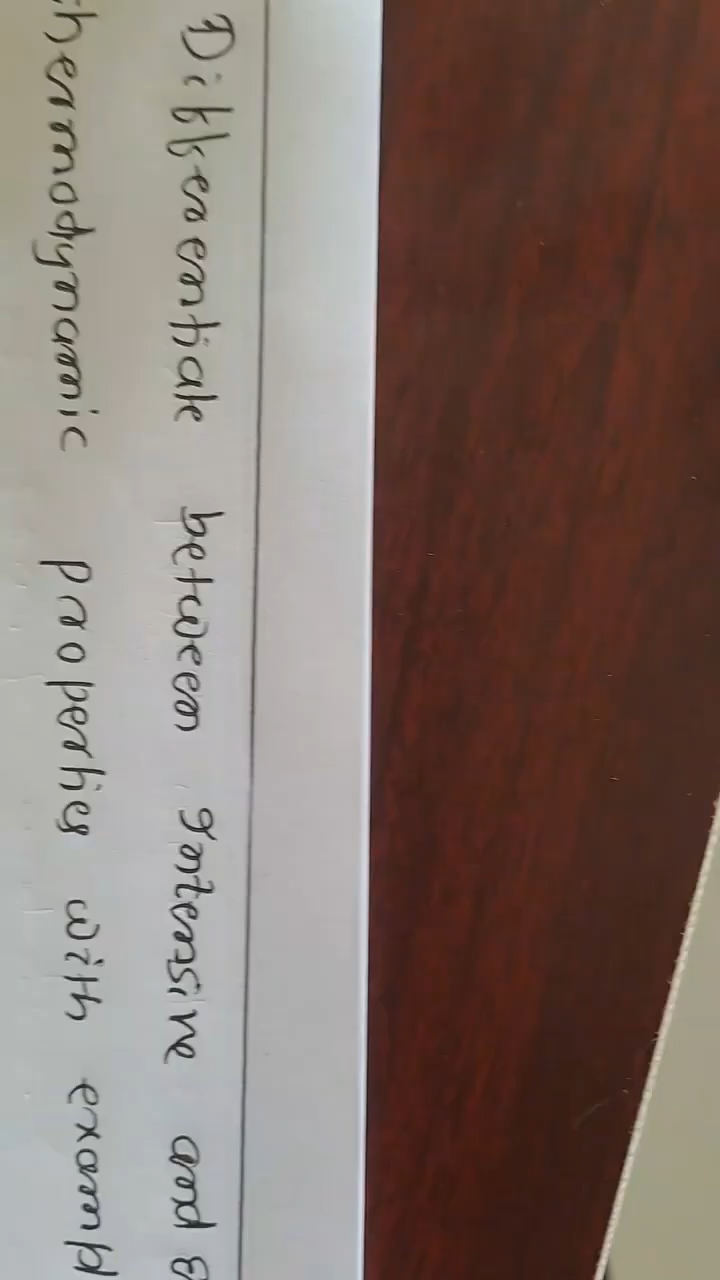 Differentiate between Intensive and
thermodynamic properties with exampl